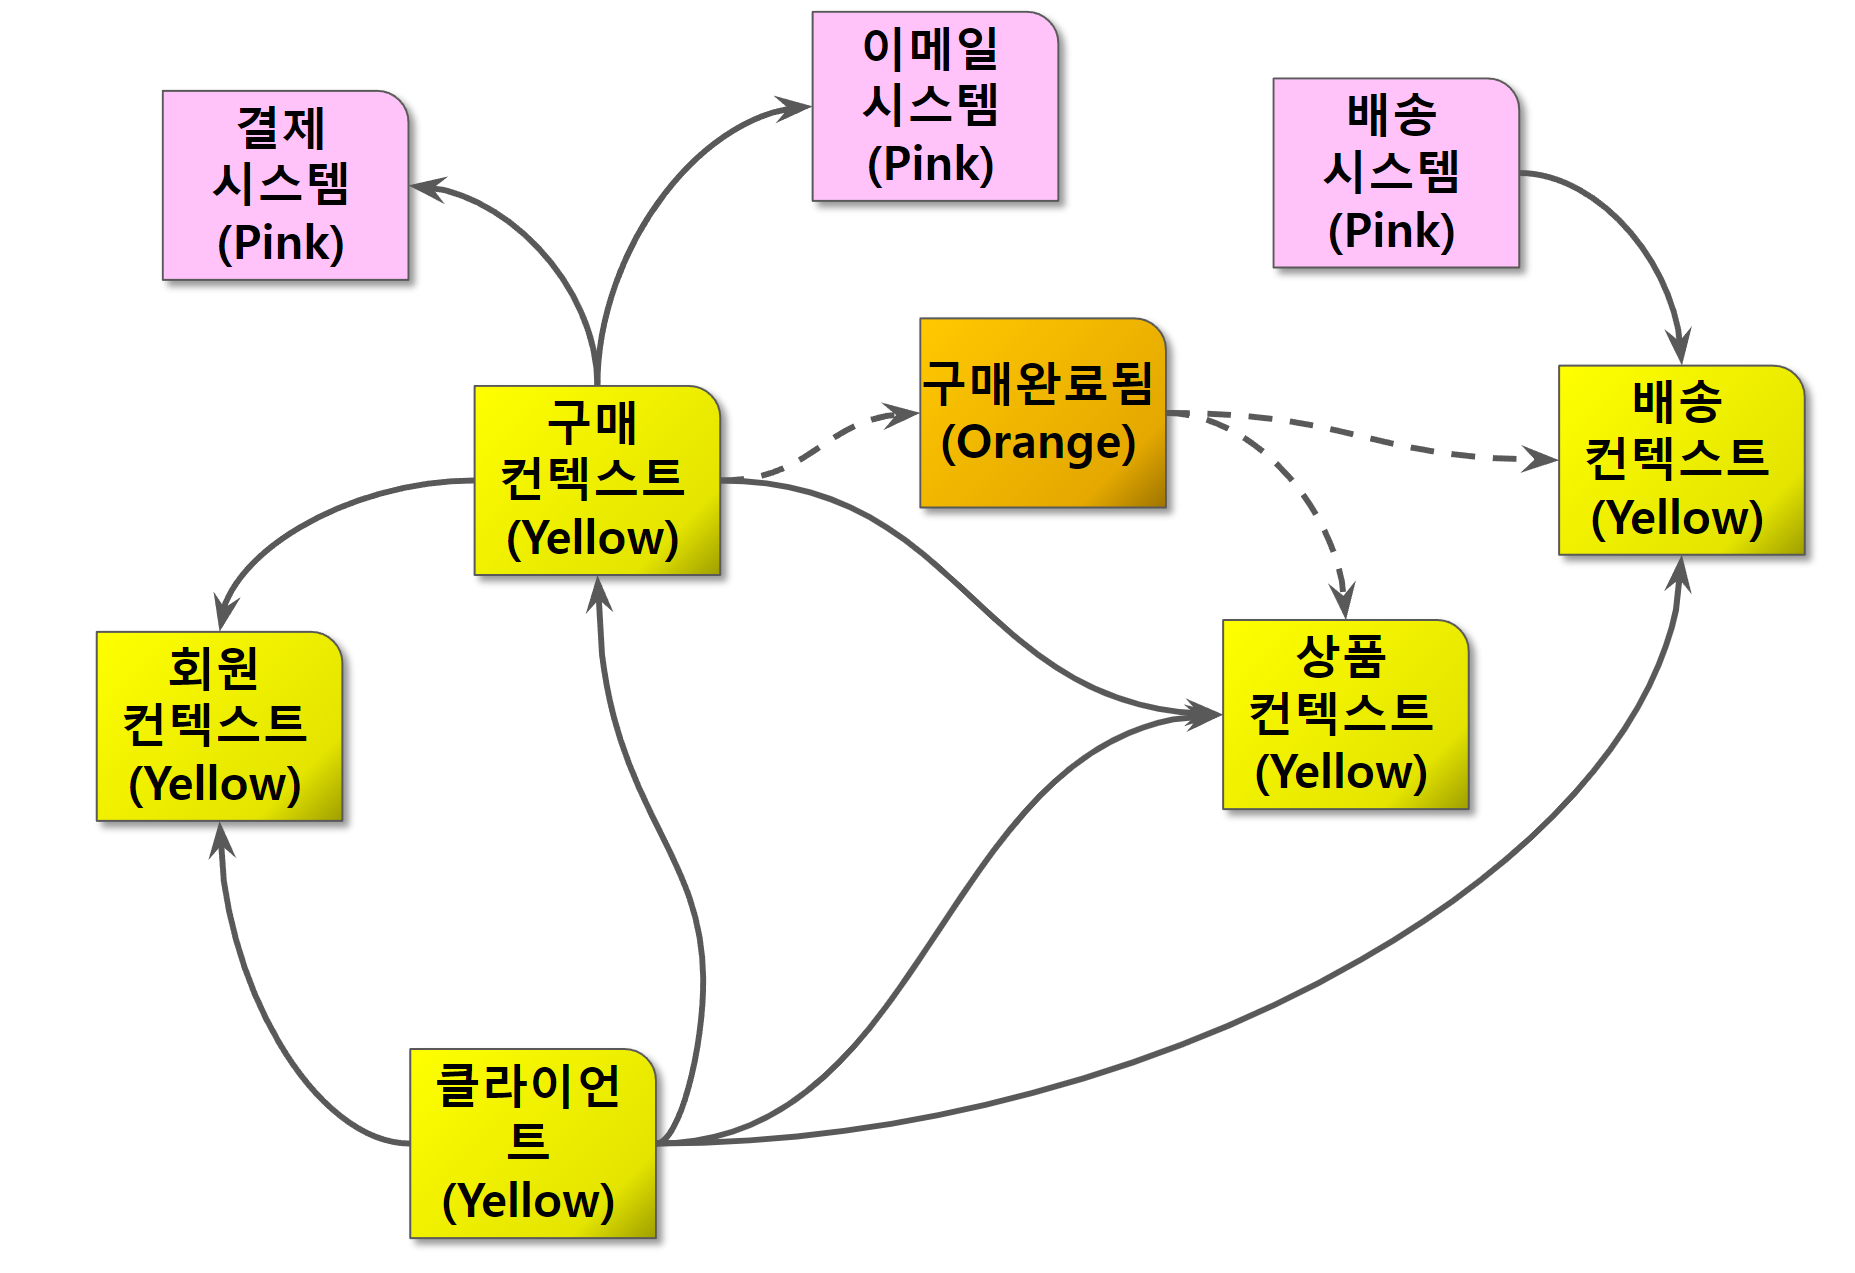 이메일
시스템
(Pink)
결제
시스템
(Pink)
배송
시스템
(Pink)
구매완료됨
(Orange)
구매
컨텍스트
(Yellow)
배송
컨텍스트
(Yellow)
회원
컨텍스트
(Yellow)
상품
컨텍스트
(Yellow)
클라이언
트
(Yellow)